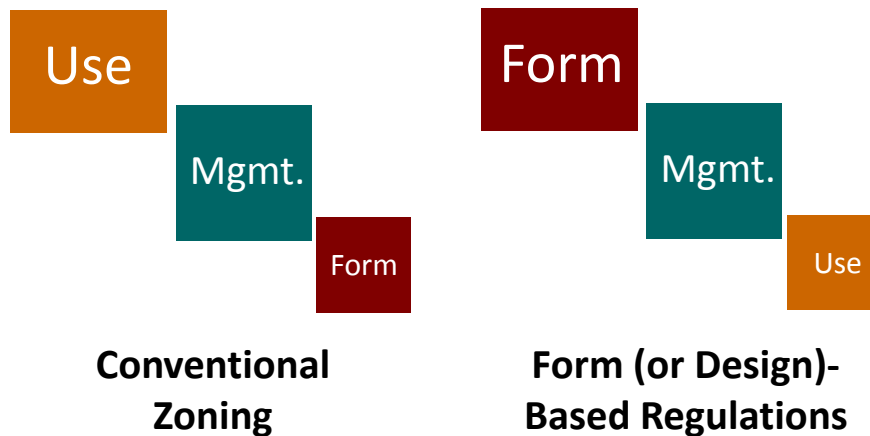 Use
Mgmt.
Form
Conventional
Zoning
Form
Mgmt.
Use
Form (or Design)-
Based Regulations